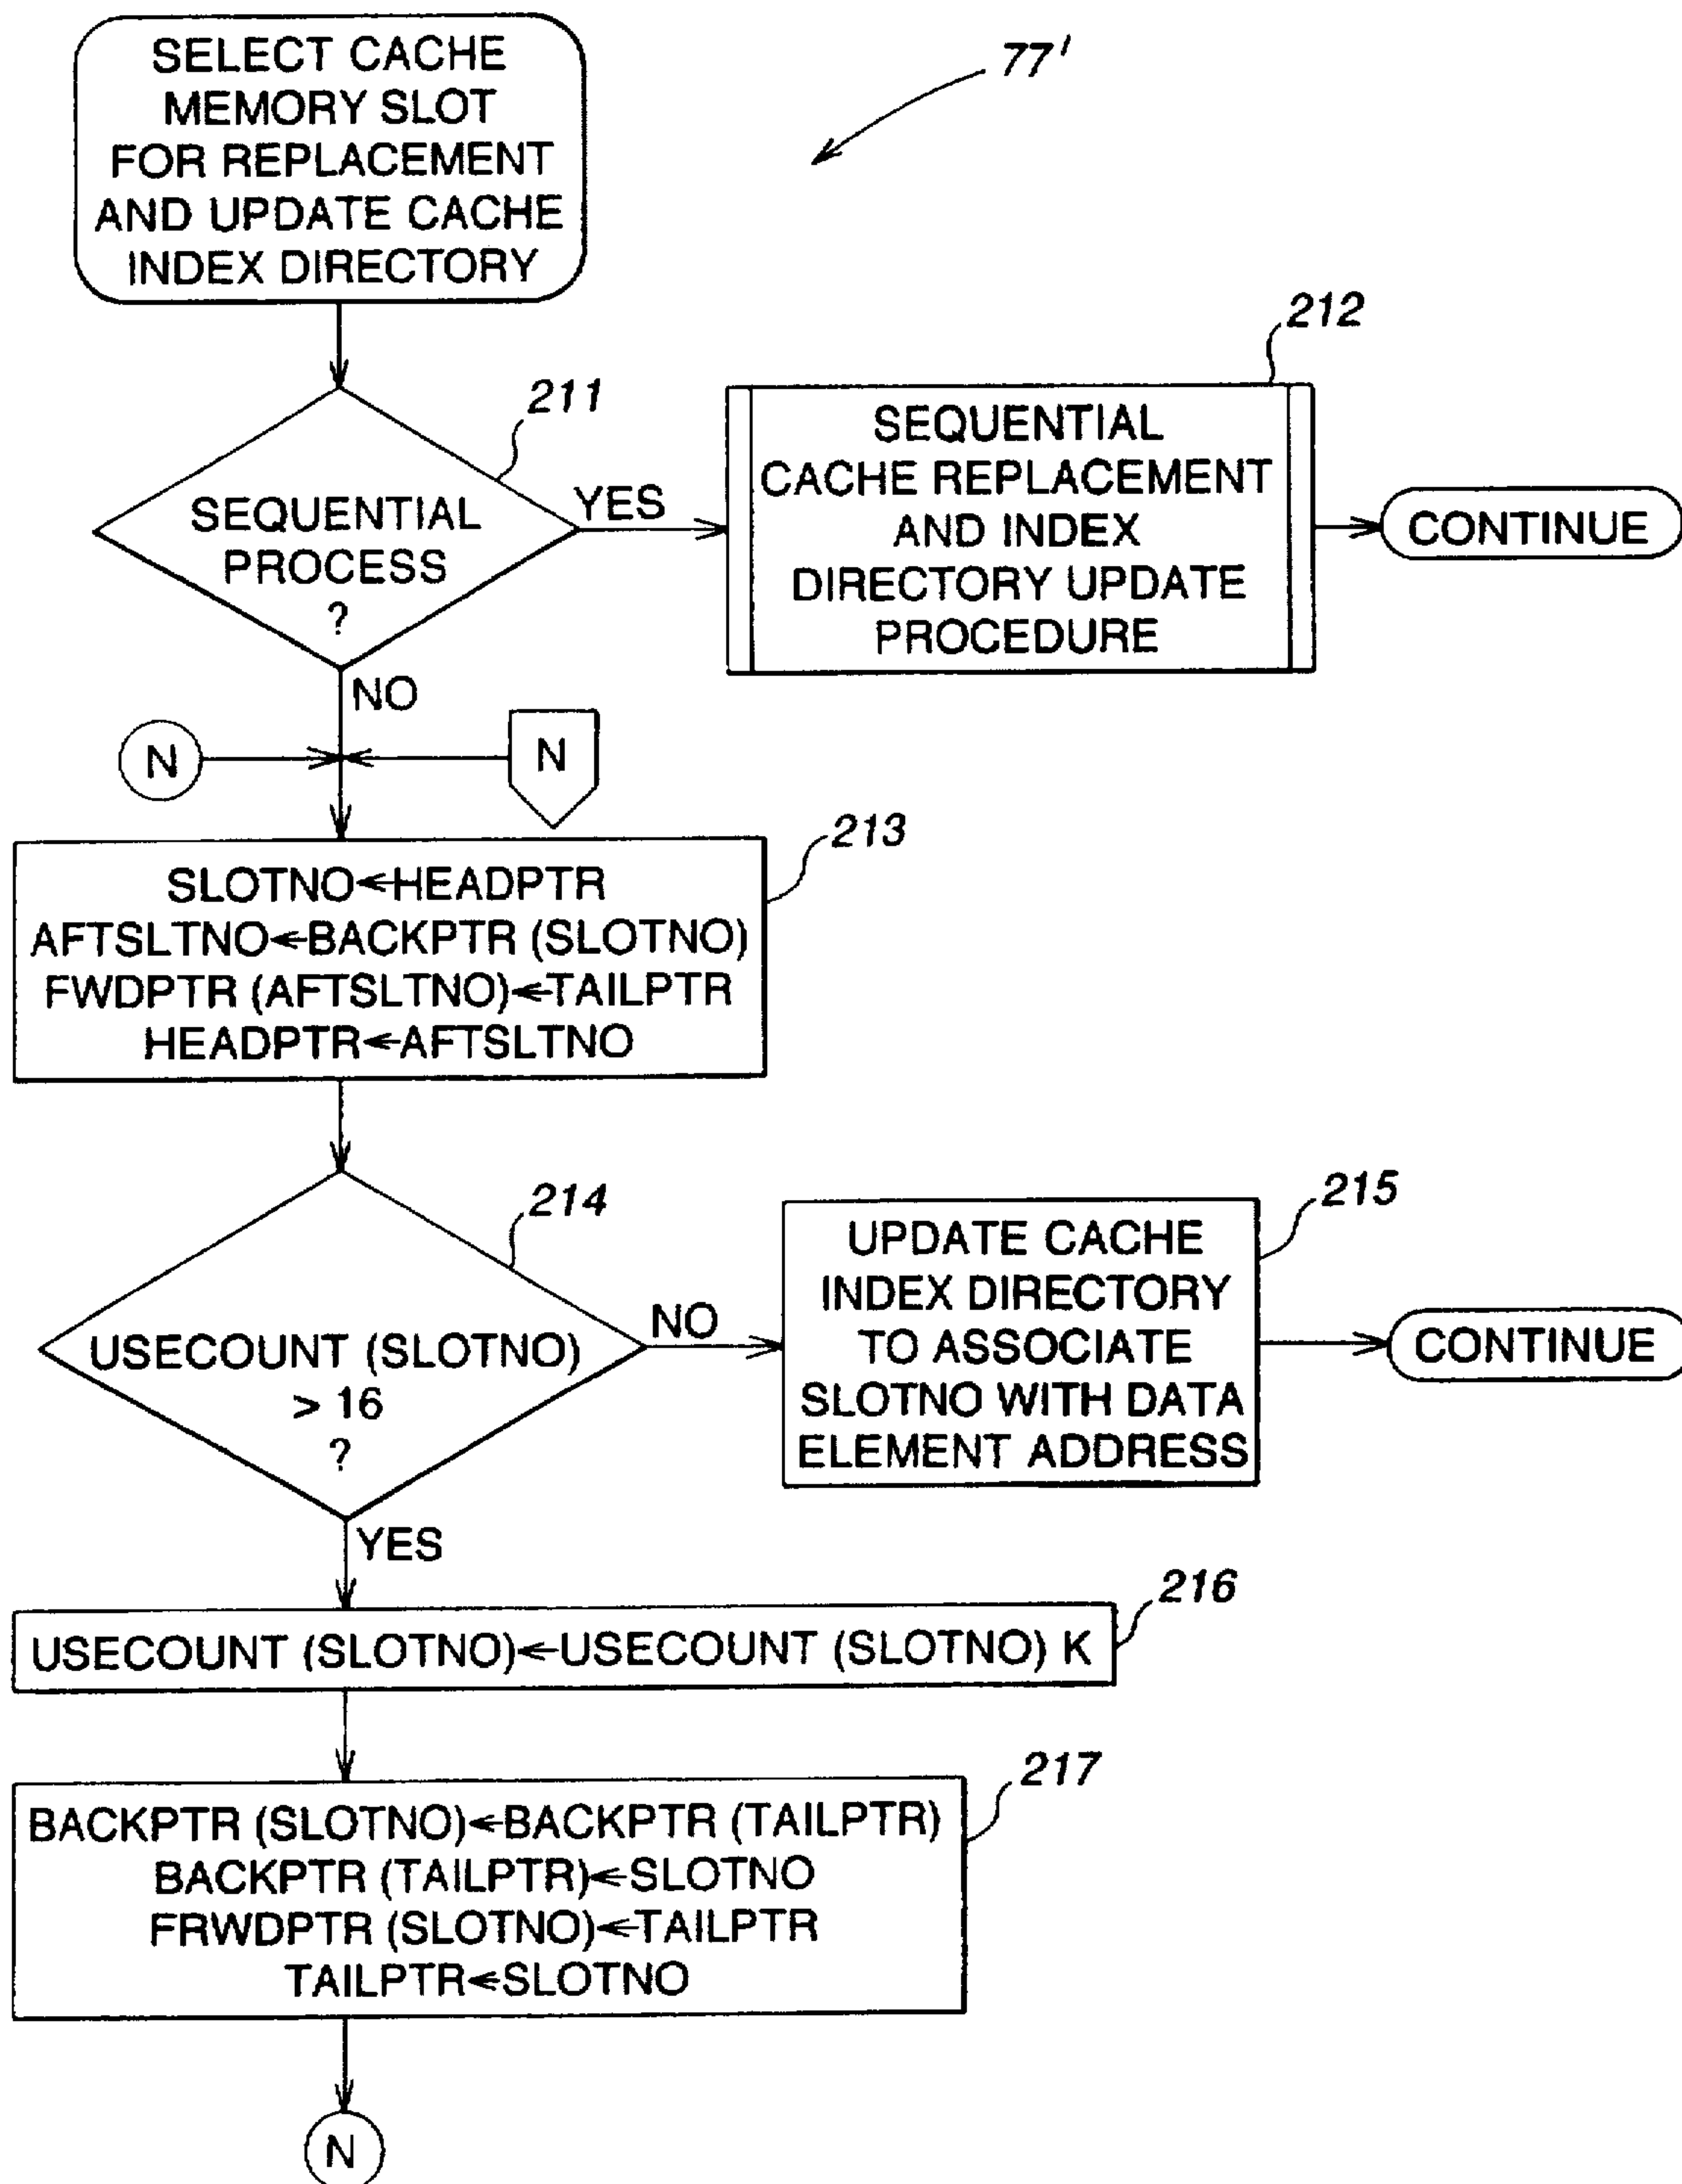 SELECT CACHE
MEMORY SLOT
FOR REPLACEMENT
AND UPDATE CACHE
INDEX DIRECTORY
77'
211
SEQUENTIAL
PROCESS
?
YES
212
SEQUENTIAL
CACHE REPLACEMENT
AND INDEX
DIRECTORY UPDATE
PROCEDURE
CONTINUE
NO
N
N
213
SLOTNO←HEADPTR
AFTSLTNO←BACKPTR (SLOTNO)
FWDPTR (AFTSLTNO)←TAILPTR
HEADPTR←AFTSLTNO
214
USECOUNT (SLOTNO)
> 16
?
NO
215
UPDATE CACHE
INDEX DIRECTORY
TO ASSOCIATE
SLOTNO WITH DATA
ELEMENT ADDRESS
CONTINUE
YES
216
USECOUNT (SLOTNO)←USECOUNT (SLOTNO) K
217
BACKPTR (SLOTNO)←BACKPTR (TAILPTR)
BACKPTR (TAILPTR)←SLOTNO
FRWDPTR (SLOTNO)←TAILPTR
TAILPTR←SLOTNO
N